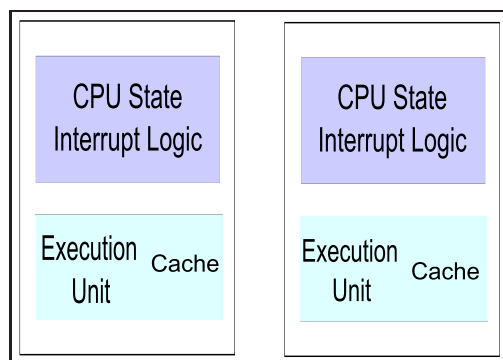 CPU State
Interrupt Logic
Execution
Unit
Cache
CPU State
Interrupt Logic
Execution
Unit
Cache